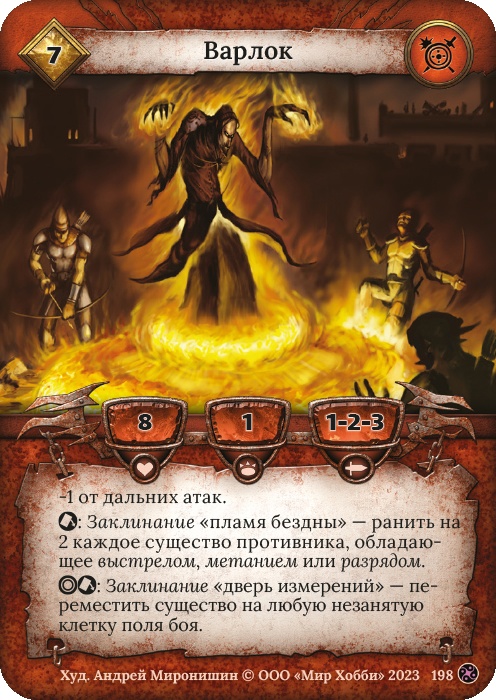 7
Варлок
8
1
1-2-3
-1 от дальних атак.
: Заклинание «пламя бездны» — ранить на
2 каждое существо противника, обладаю-
щее выстрелом, метанием или разрядом.
: Заклинание «дверь измерений» — пе-
реместить существо на любую незанятую
клетку поля боя.
Худ. Андрей Миронишин © ООО «Мир Хобби» 2023 198